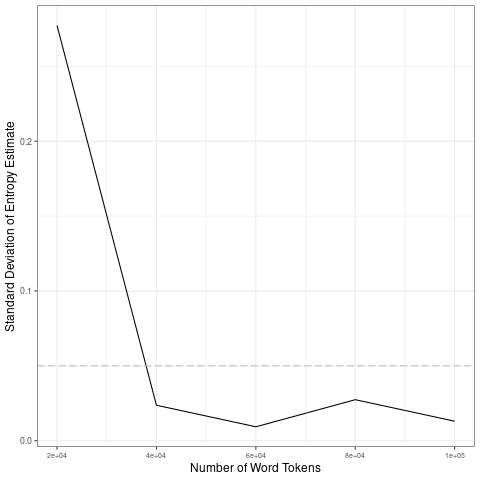 Standard Deviation of Entropy Estimate
0.2
0.1
0.0
2e+04 4e+04 6e+04 8e+04 1e+05
Number of Word Tokens